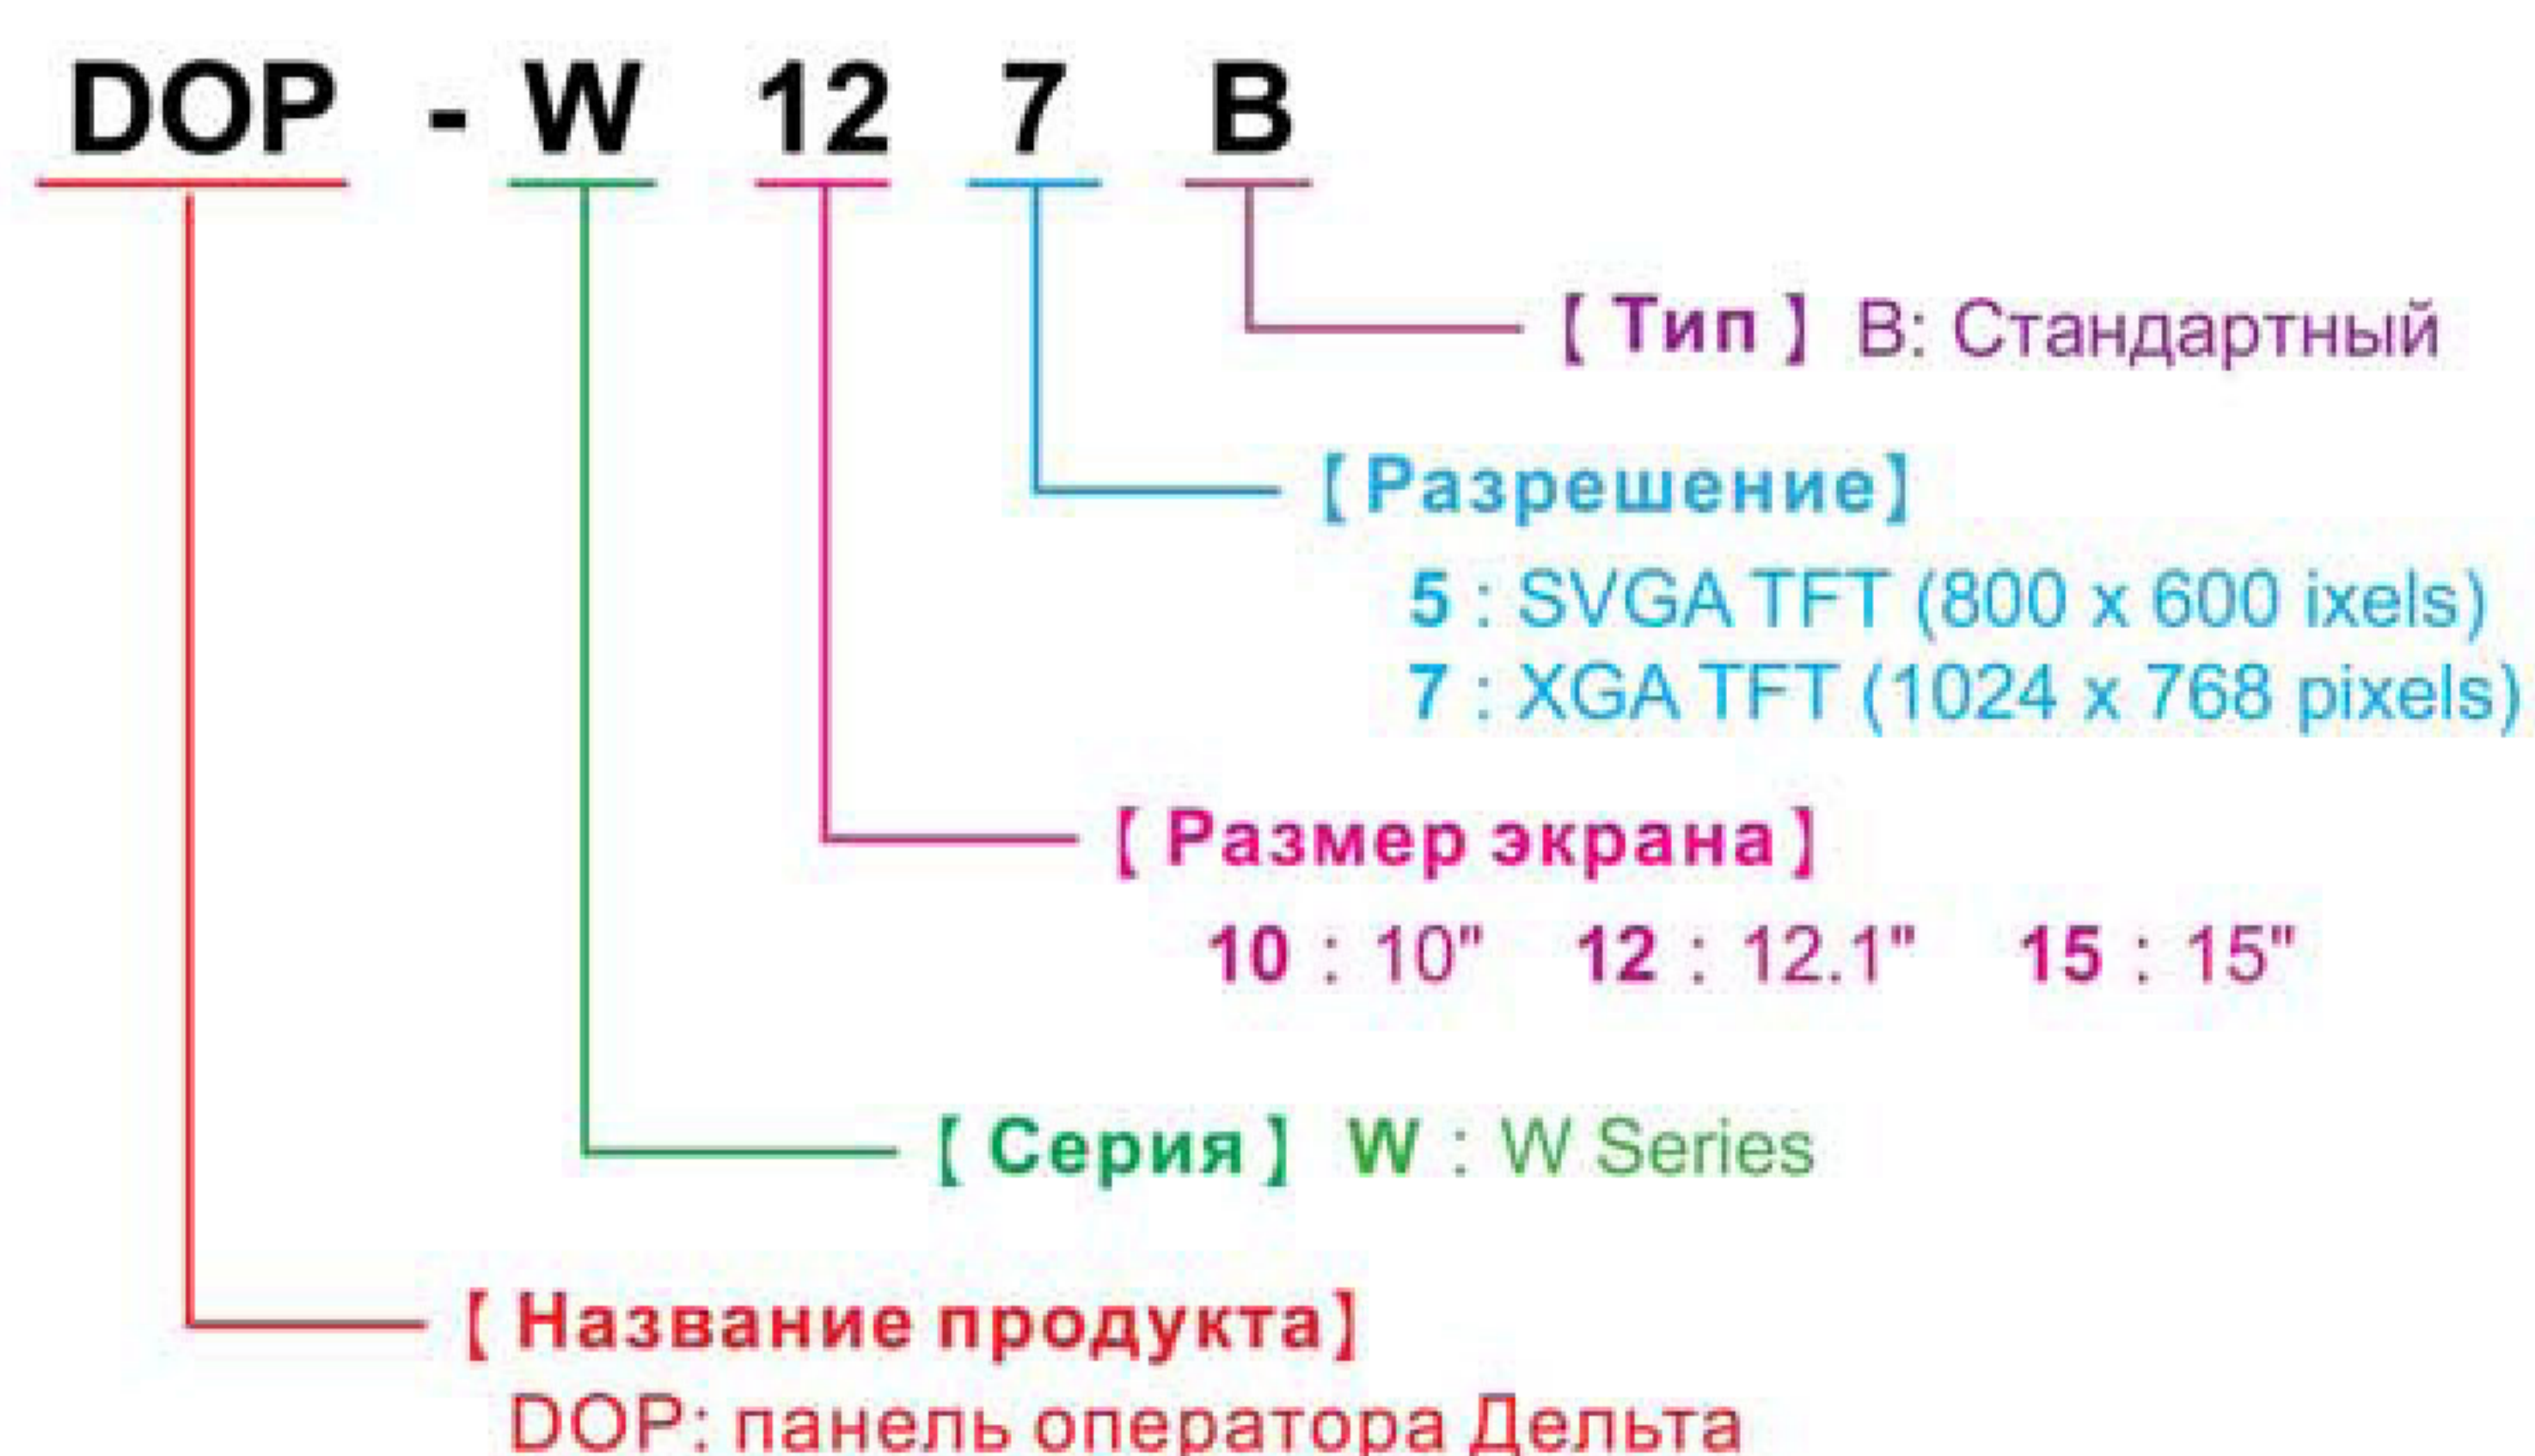 DOP - W 12 7 B
【 Тип 】 B: Стандартный
【 Разрешение】
5 : SVGA TFT (800 x 600 ixels)
7 : XGA TFT (1024 x 768 pixels)
【 Размер экрана】
10 : 10" 12 : 12.1" 15 : 15"
【 Серия 】 W : W Series
【 Название продукта】
DOP: панель оператора Дельта